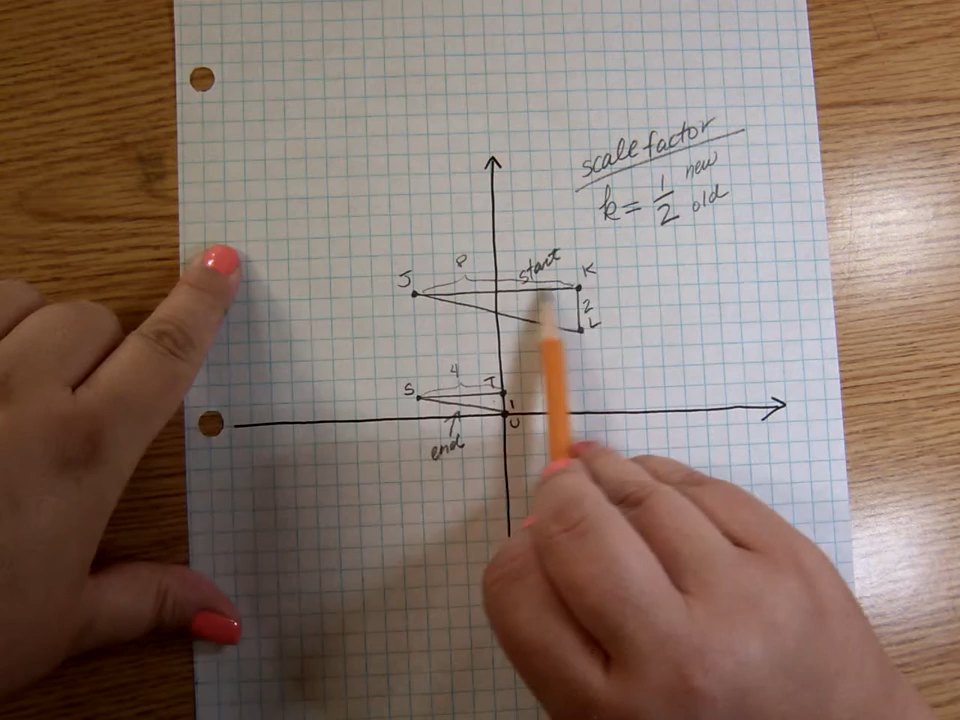 scale factor
k = 1/2 new old
start
J 8 K
2
L
S 4 T
1
U
end